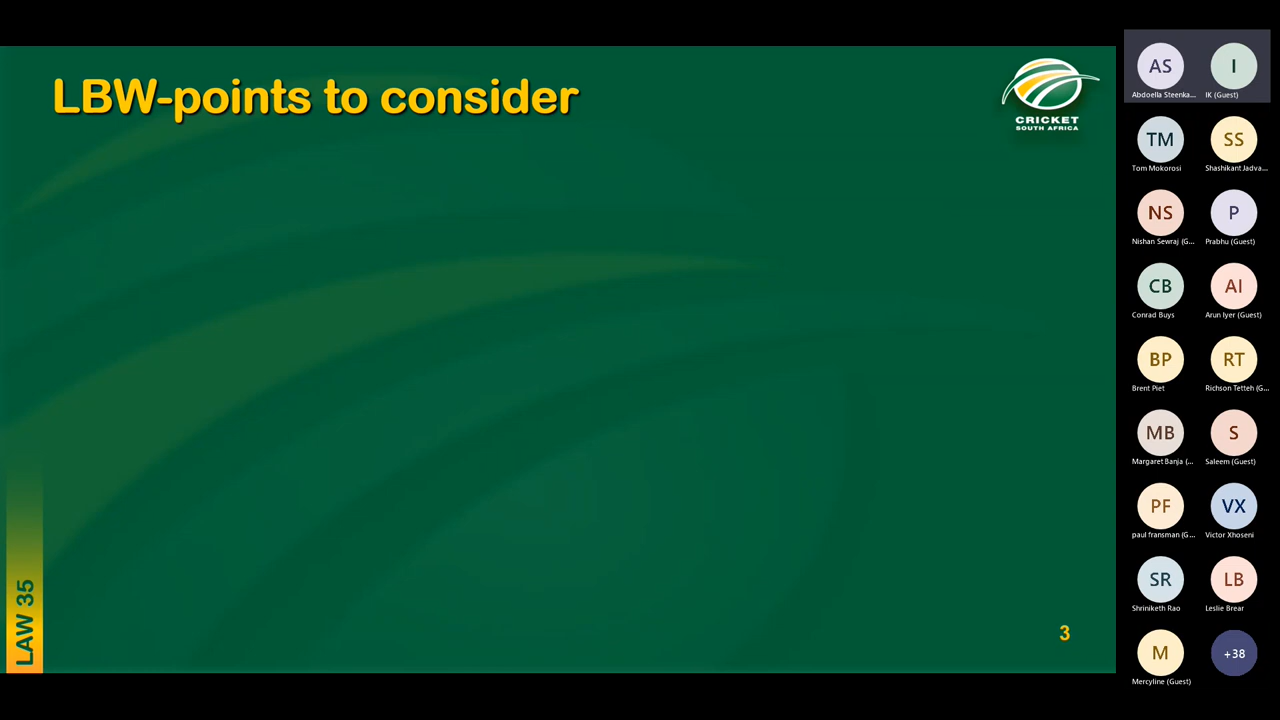 LBW-points to consider
CRICKET
SOUTH AFRICA
LAW 35
3
AS
Abdoella Steenka...
I
IK (Guest)
TM
Tom Mokorosi
SS
Shashikant Jadva...
NS
Nishan Sewraj (G...
P
Prabhu (Guest)
CB
Conrad Buys
AI
Arun Iyer (Guest)
BP
Brent Piet
RT
Richson Tetteh (G...
MB
Margaret Banja (...
S
Saleem (Guest)
PF
paul fransman (G...
VX
Victor Xhoseni
SR
Shriniketh Rao
LB
Leslie Brear
M
Mercyline (Guest)
+38